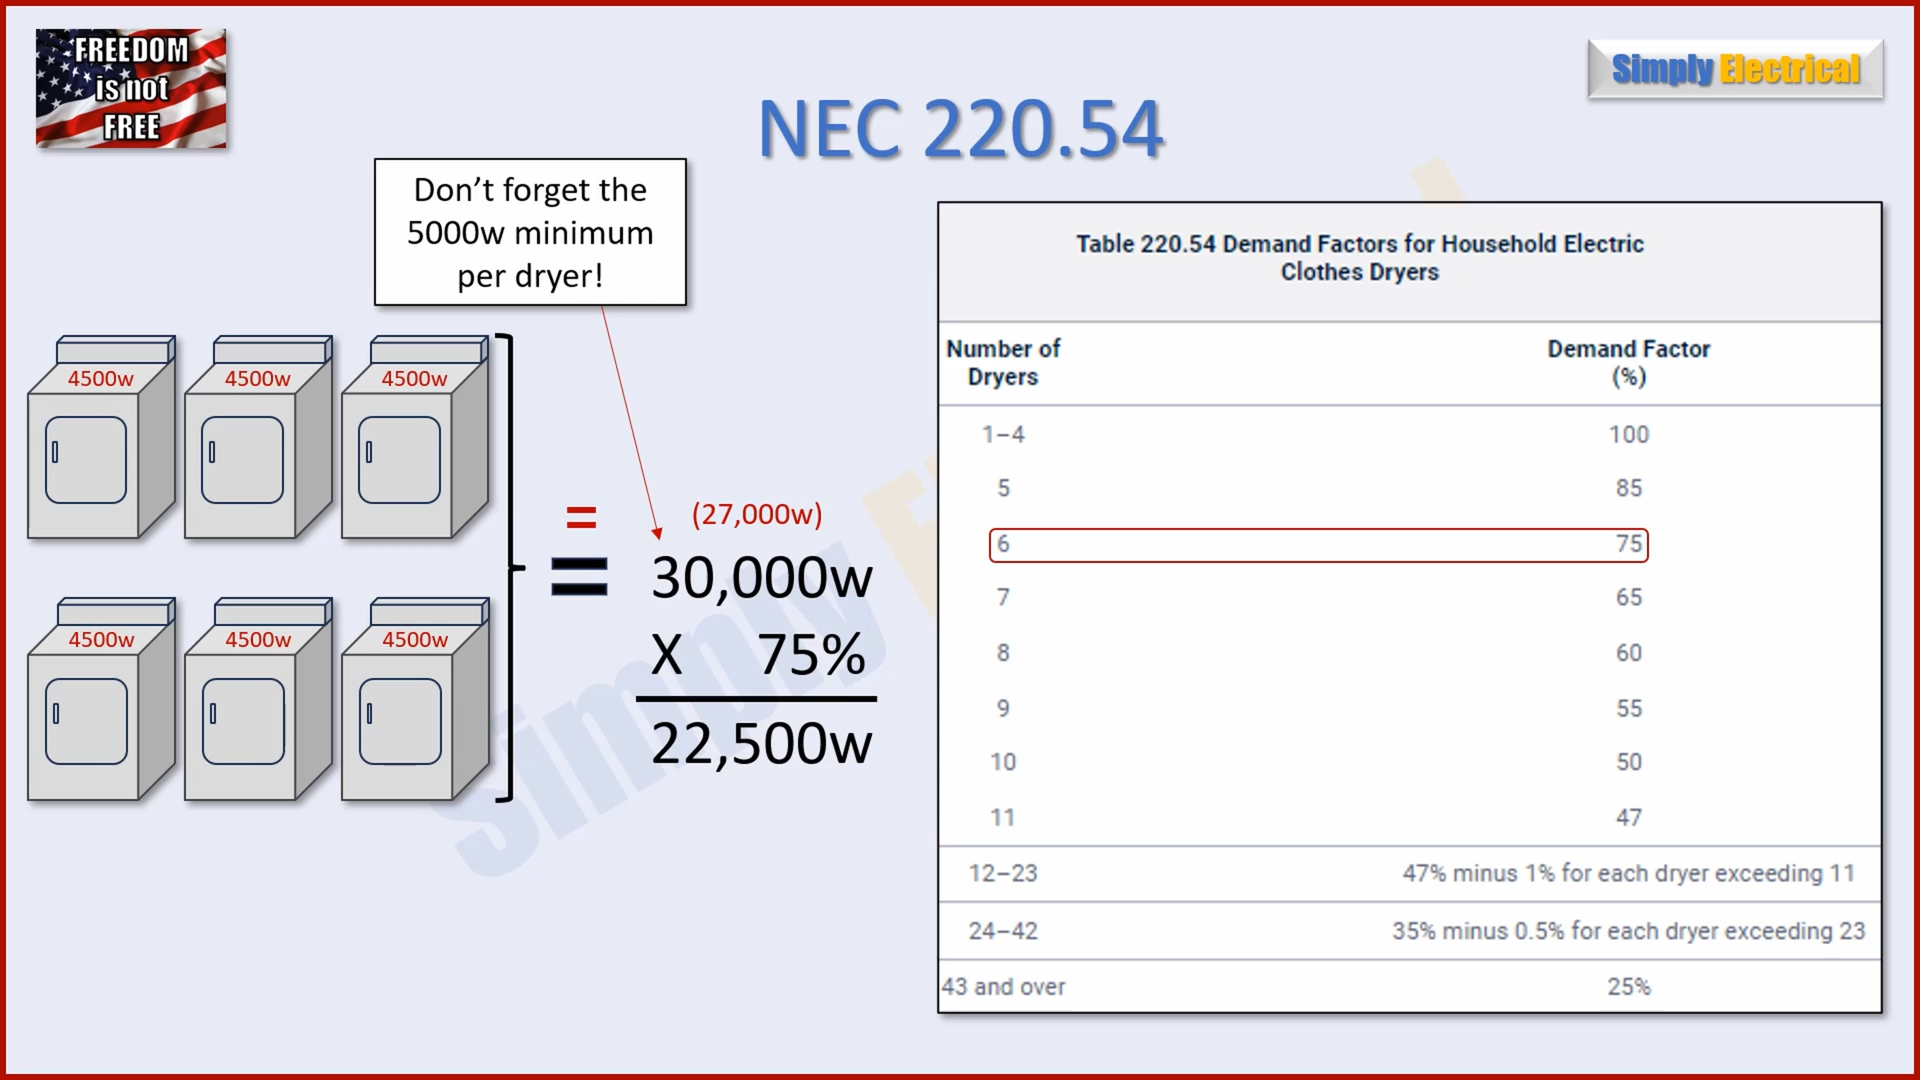 FREEDOM
is not
FREE
Simply Electrical
NEC 220.54
Don’t forget the
5000w minimum
per dryer!
4500w 4500w 4500w
4500w 4500w 4500w
= (27,000w)
= 30,000w
X 75%
22,500w
Table 220.54 Demand Factors for Household Electric
Clothes Dryers
Number of
Dryers
Demand Factor
(%)
1–4 100
5 85
6 75
7 65
8 60
9 55
10 50
11 47
12–23 47% minus 1% for each dryer exceeding 11
24–42 35% minus 0.5% for each dryer exceeding 23
43 and over 25%